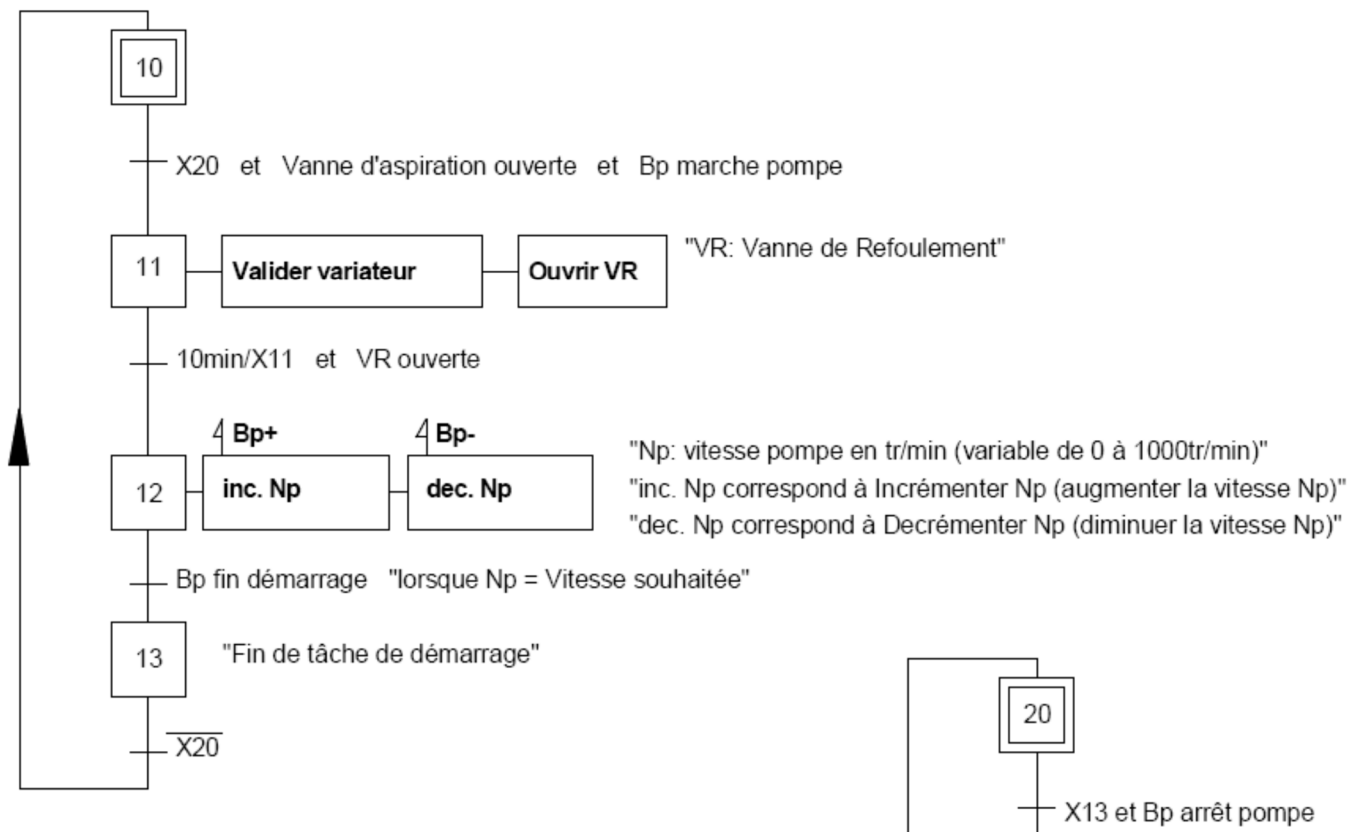 10
X20 et Vanne d'aspiration ouverte et Bp marche pompe
11
Valider variateur
Ouvrir VR
"VR: Vanne de Refoulement"
10min/X11 et VR ouverte
Bp+
Bp-
12
inc. Np
dec. Np
"Np: vitesse pompe en tr/min (variable de 0 à 1000tr/min)"
"inc. Np correspond à Incrémenter Np (augmenter la vitesse Np)"
"dec. Np correspond à Decrémenter Np (diminuer la vitesse Np)"
Bp fin démarrage "lorsque Np = Vitesse souhaitée"
13
"Fin de tâche de démarrage"
X20
20
X13 et Bp arrêt pompe